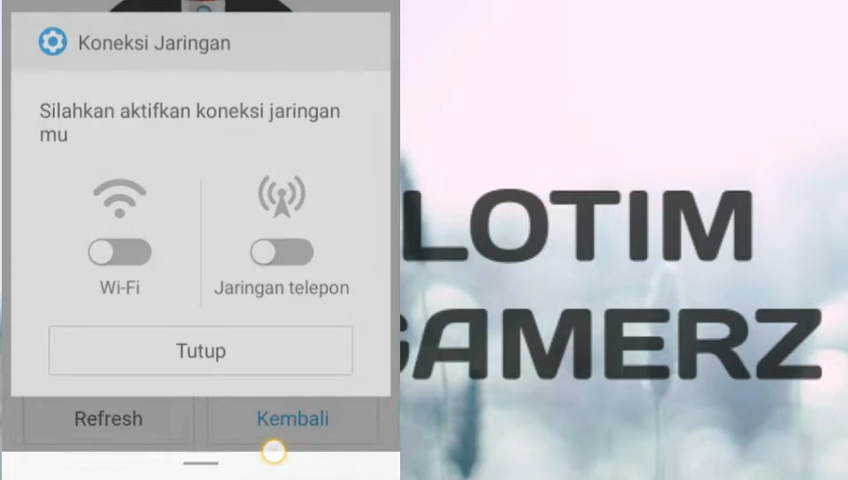 Koneksi Jaringan
Silahkan aktifkan koneksi jaringan
mu
Wi-Fi
Jaringan telepon
Tutup
Refresh
Kembali
LOTIM
GAMERZ